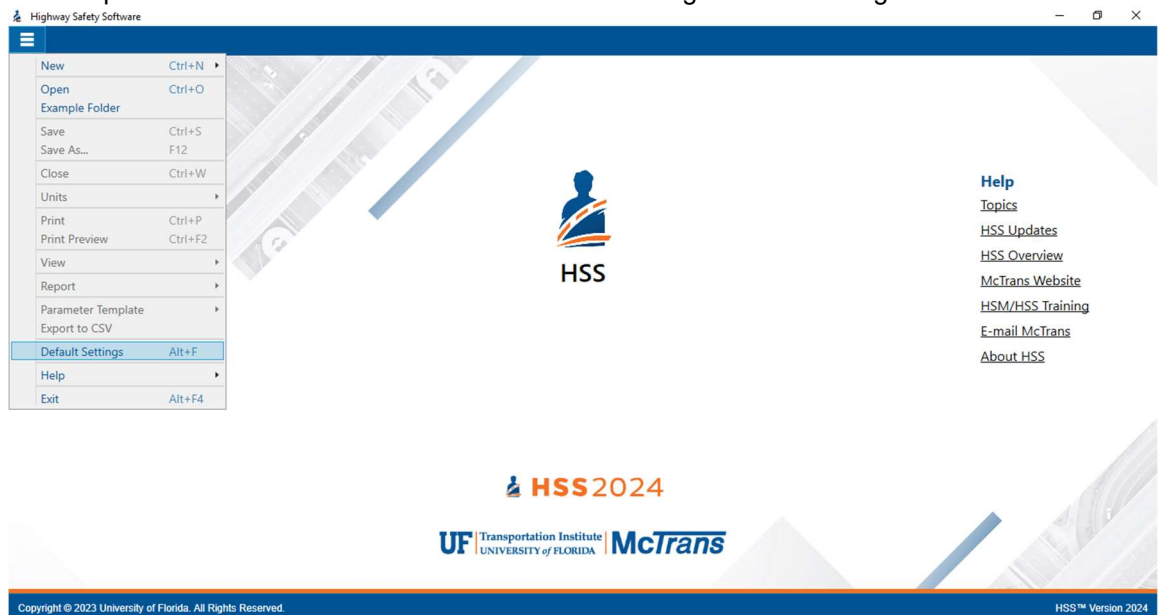 Highway Safety Software
New Ctrl+N
Open Ctrl+O
Example Folder
Save Ctrl+S
Save As... F12
Close Ctrl+W
Units
Print Ctrl+P
Print Preview Ctrl+F2
View
Report
Parameter Template
Export to CSV
Default Settings Alt+F
Help
Exit Alt+F4
HSS
Help
Topics
HSS Updates
HSS Overview
McTrans Website
HSM/HSS Training
E-mail McTrans
About HSS
HSS2024
UF Transportation Institute McTrans
UNIVERSITY of FLORIDA
Copyright © 2023 University of Florida. All Rights Reserved. HSS™ Version 2024